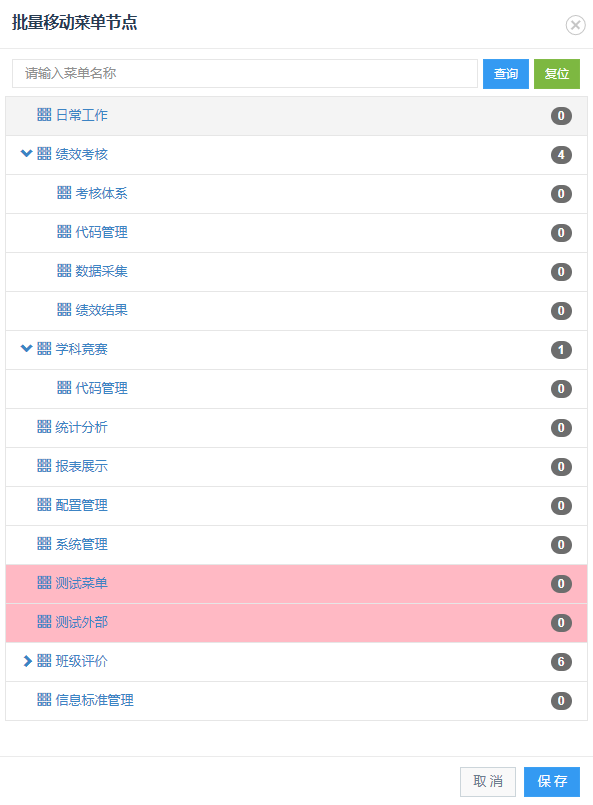 批量移动菜单节点
请输入菜单名称 查询 复位
日常工作 0
绩效考核 4
考核体系 0
代码管理 0
数据采集 0
绩效结果 0
学科竞赛 1
代码管理 0
统计分析 0
报表展示 0
配置管理 0
系统管理 0
测试菜单 0
测试外部 0
班级评价 6
信息标准管理 0
取 消 保 存